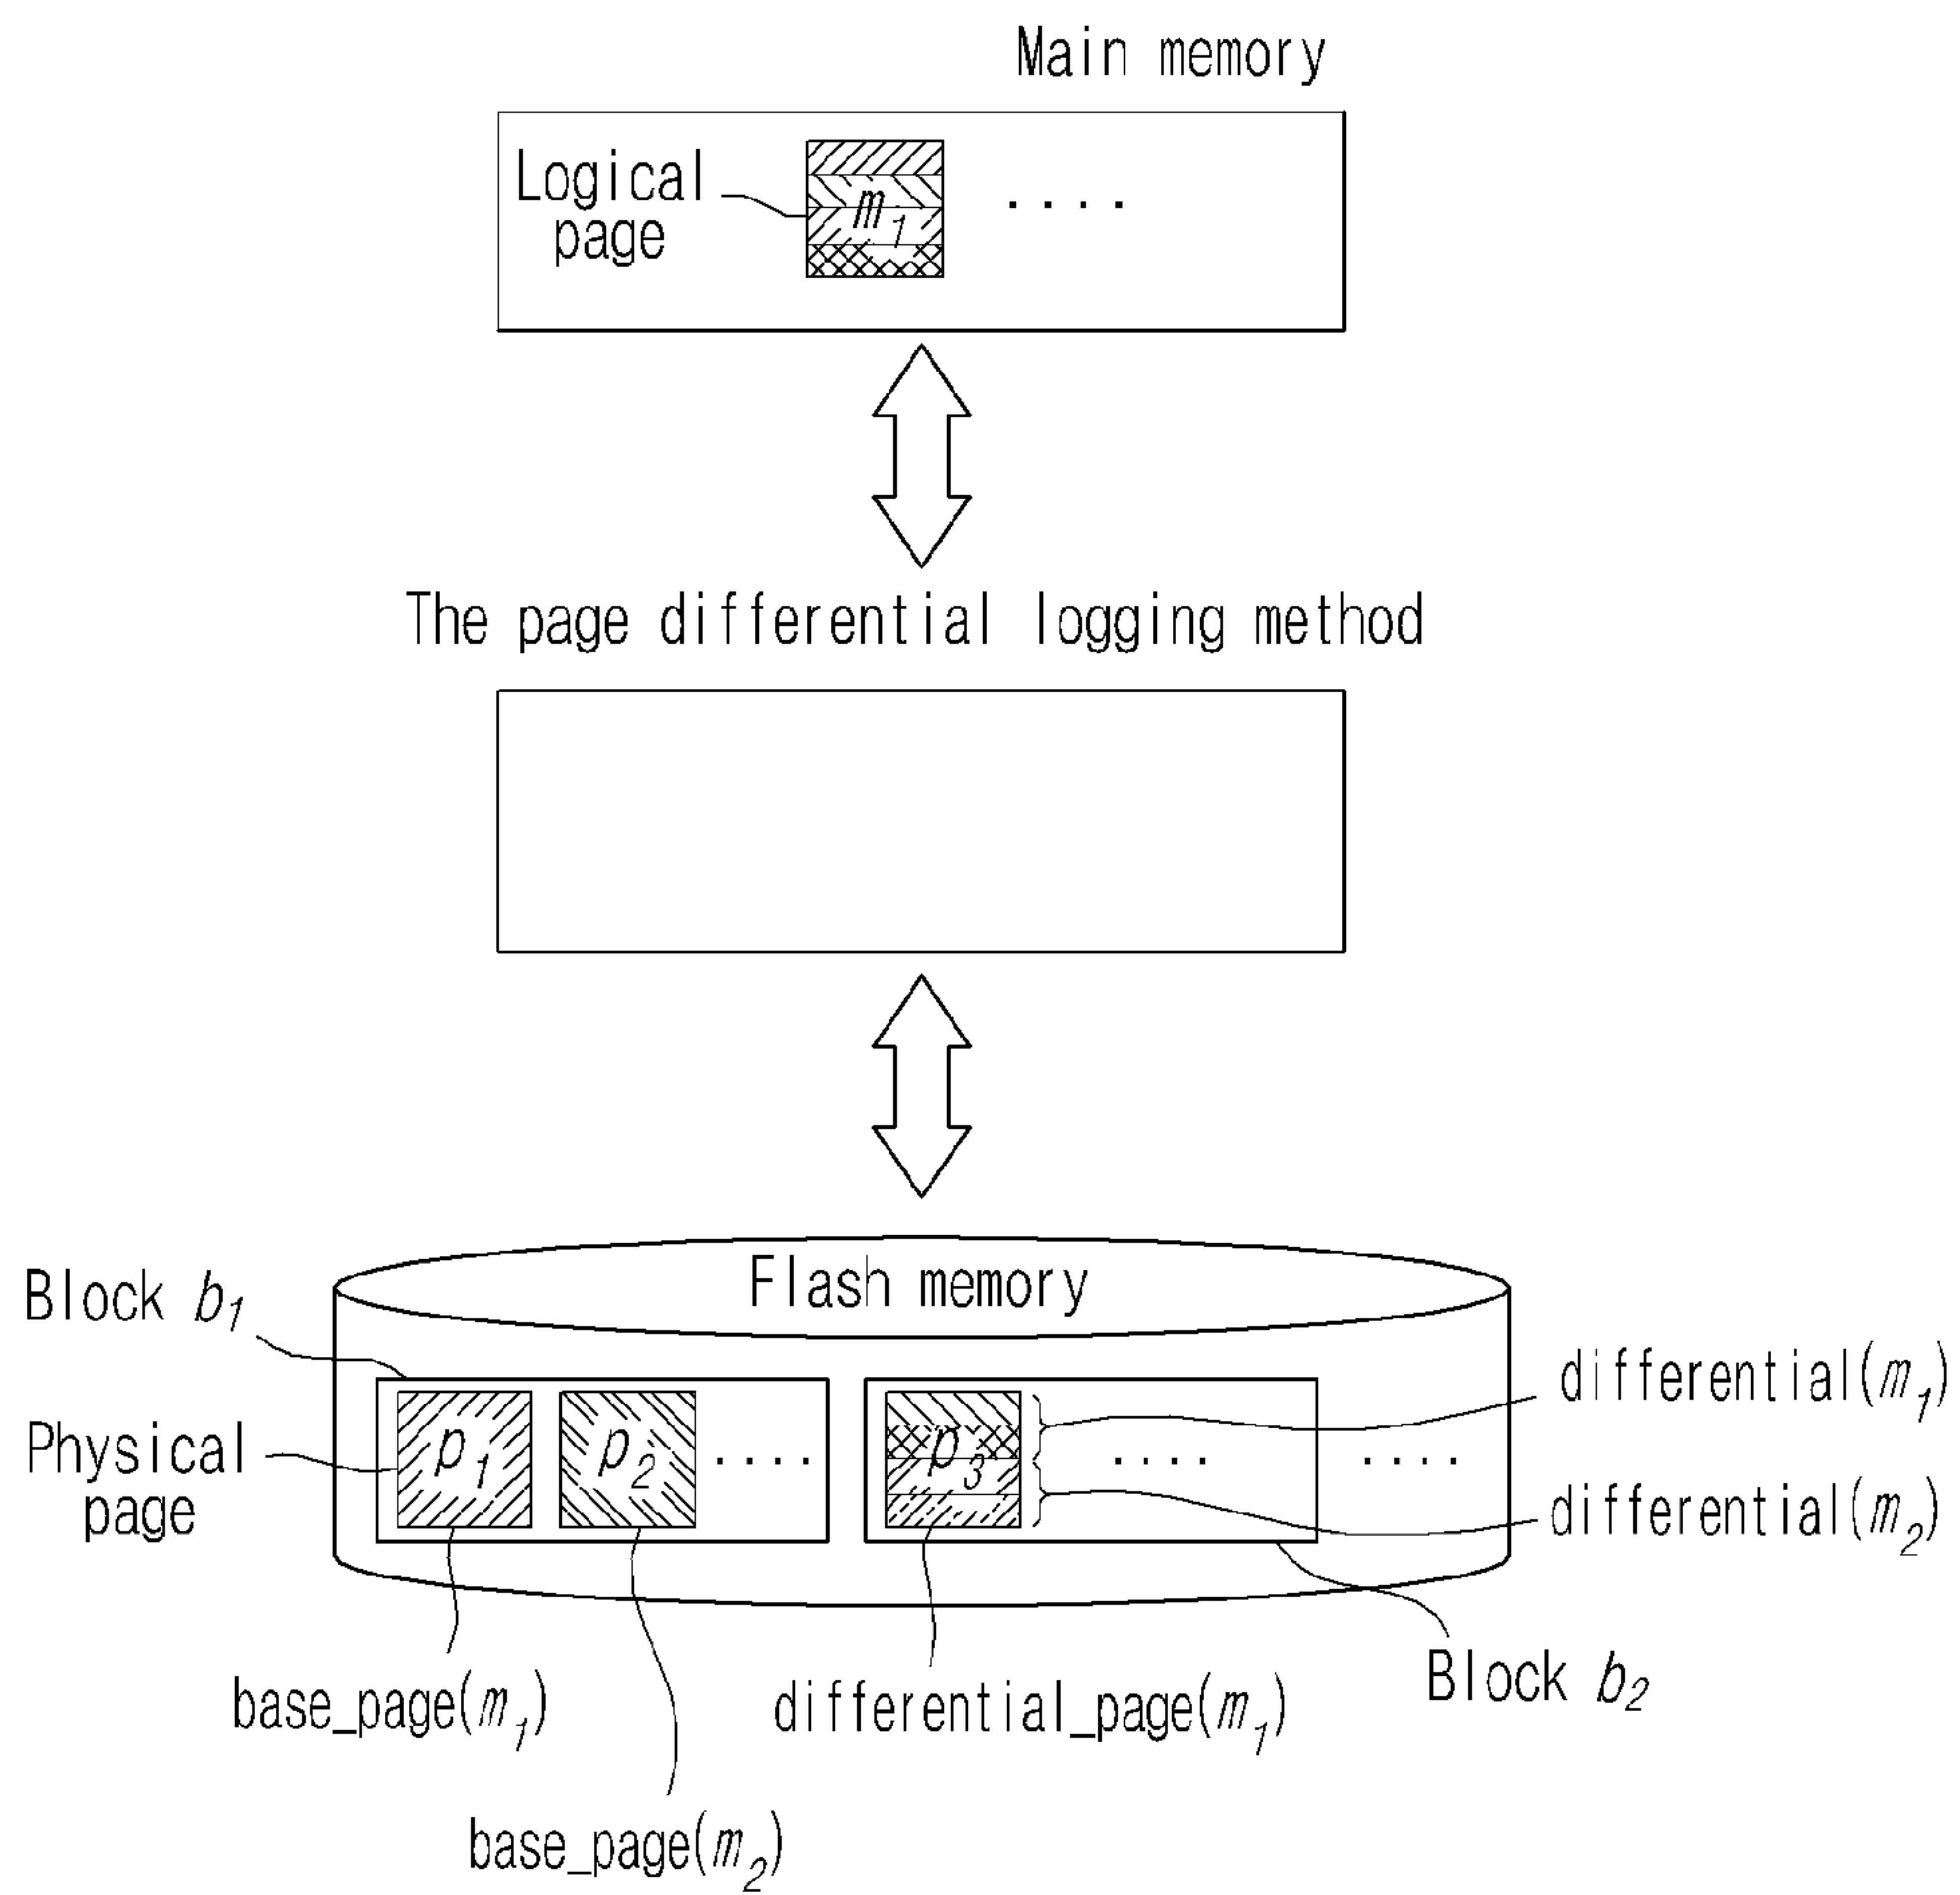 Main memory
Logical
page
m1
....
The page differential logging method
Flash memory
Block b1
Physical
page
p1
p2
....
p3
....
....
differential(m1)
differential(m2)
base_page(m1)
differential_page(m1)
Block b2
base_page(m2)